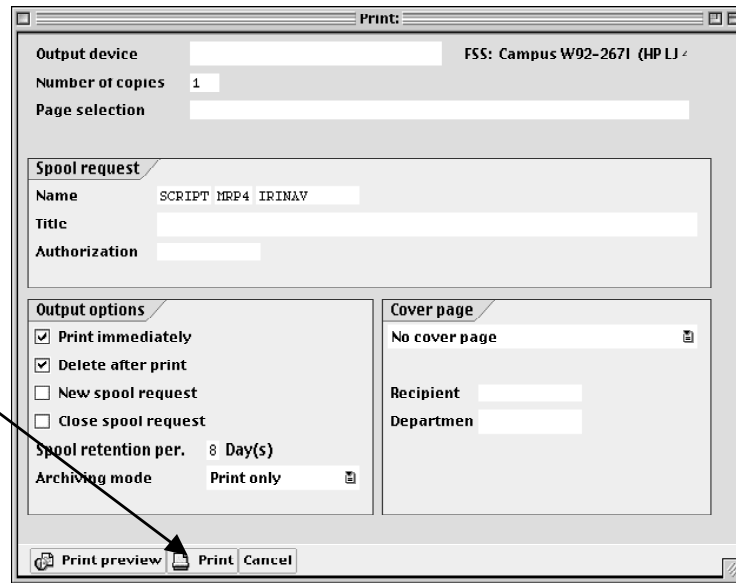 Print:
Output device FSS: Campus W92-267I (HP LJ 4
Number of copies 1
Page selection
Spool request
Name SCRIPT MRP4 IRINAV
Title
Authorization
Output options
Print immediately
Delete after print
New spool request
Close spool request
Spool retention per. 8 Day(s)
Archiving mode Print only
Cover page
No cover page
Recipient
Departmen
Print preview Print Cancel